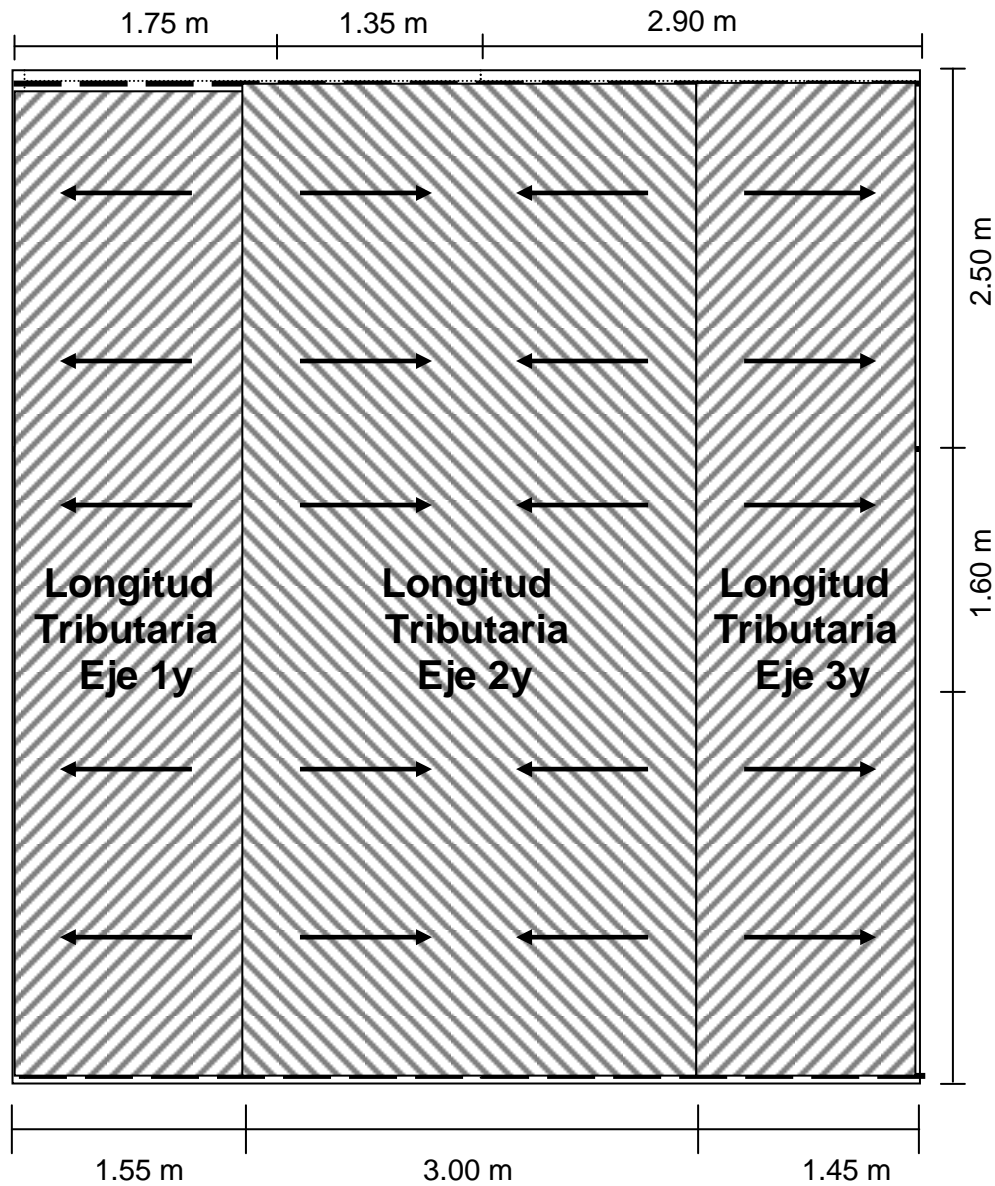 1.75 m
1.35 m
2.90 m
2.50 m
1.60 m
Longitud
Tributaria
Eje 1y
Longitud
Tributaria
Eje 2y
Longitud
Tributaria
Eje 3y
1.55 m
3.00 m
1.45 m